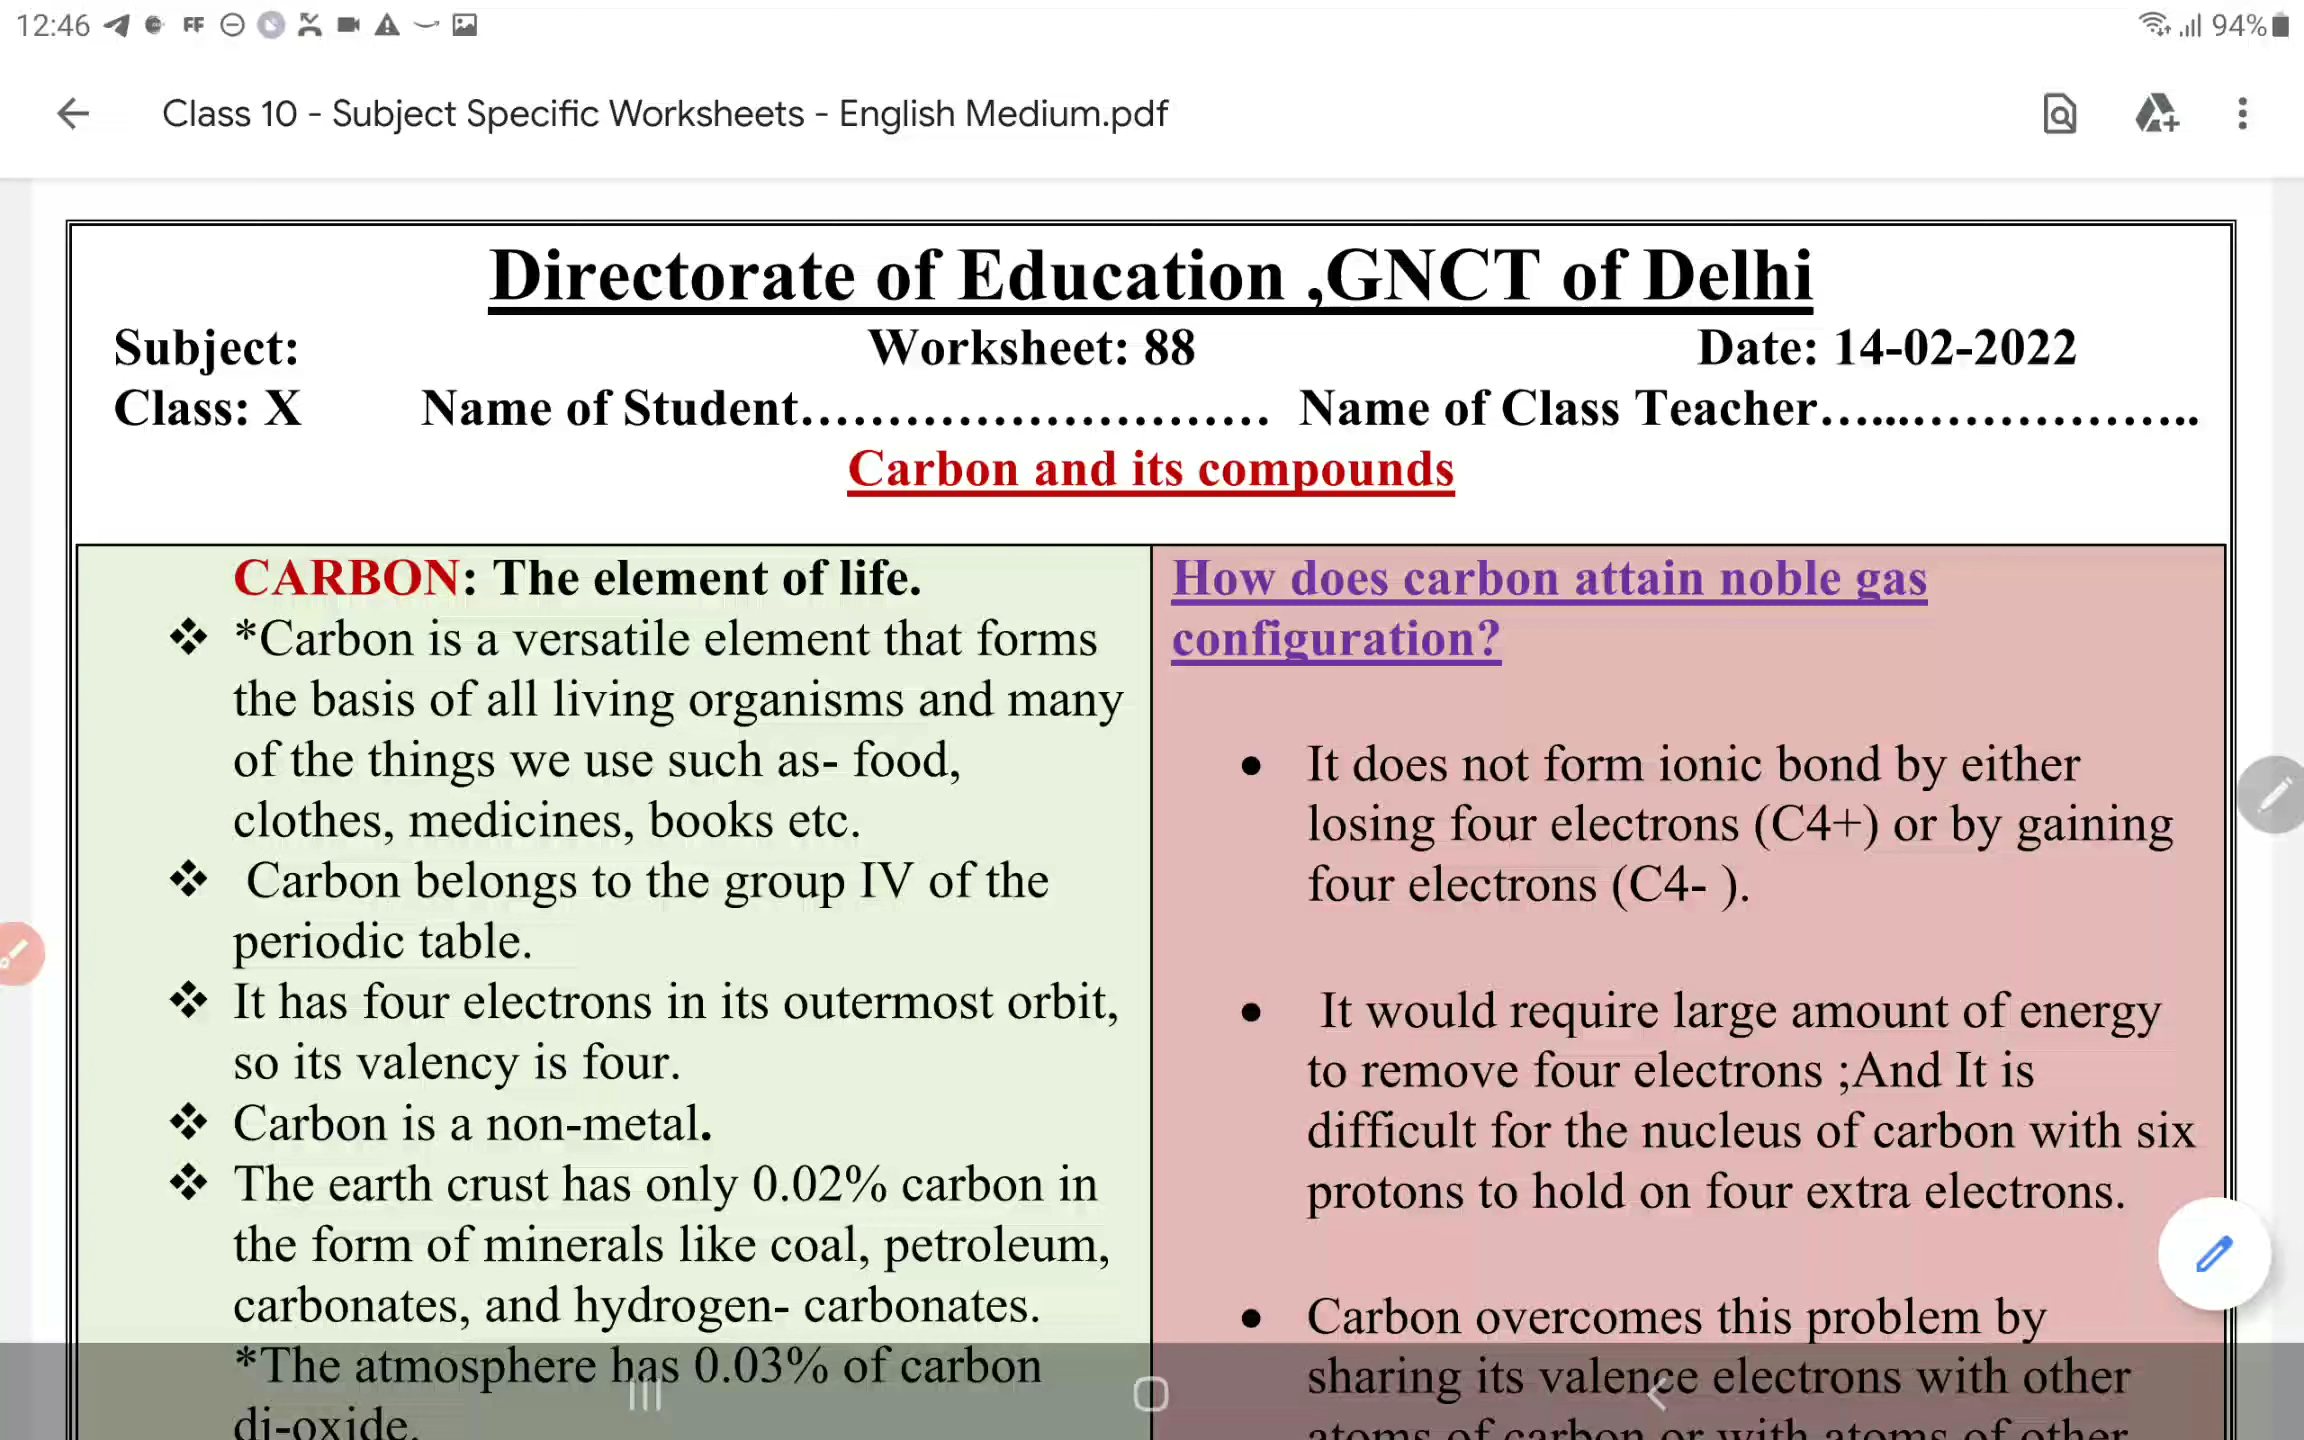 12:46 FF 94%
Class 10 - Subject Specific Worksheets - English Medium.pdf
Directorate of Education ,GNCT of Delhi
Subject: Worksheet: 88 Date: 14-02-2022
Class: X Name of Student.............................. Name of Class Teacher........................
Carbon and its compounds
CARBON: The element of life.
❖ *Carbon is a versatile element that forms
the basis of all living organisms and many
of the things we use such as- food,
clothes, medicines, books etc.
❖ Carbon belongs to the group IV of the
periodic table.
❖ It has four electrons in its outermost orbit,
so its valency is four.
❖ Carbon is a non-metal.
❖ The earth crust has only 0.02% carbon in
the form of minerals like coal, petroleum,
carbonates, and hydrogen- carbonates.
*The atmosphere has 0.03% of carbon
di-oxide.
How does carbon attain noble gas
configuration?
• It does not form ionic bond by either
losing four electrons (C4+) or by gaining
four electrons (C4- ).
• It would require large amount of energy
to remove four electrons ;And It is
difficult for the nucleus of carbon with six
protons to hold on four extra electrons.
• Carbon overcomes this problem by
sharing its valence electrons with other
atoms of carbon or with atoms of other